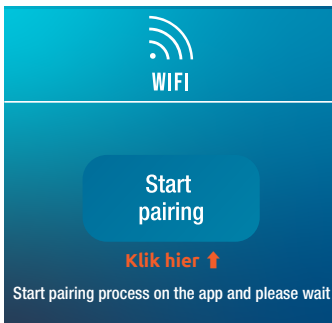 WIFI
Start
pairing
Klik hier
Start pairing process on the app and please wait